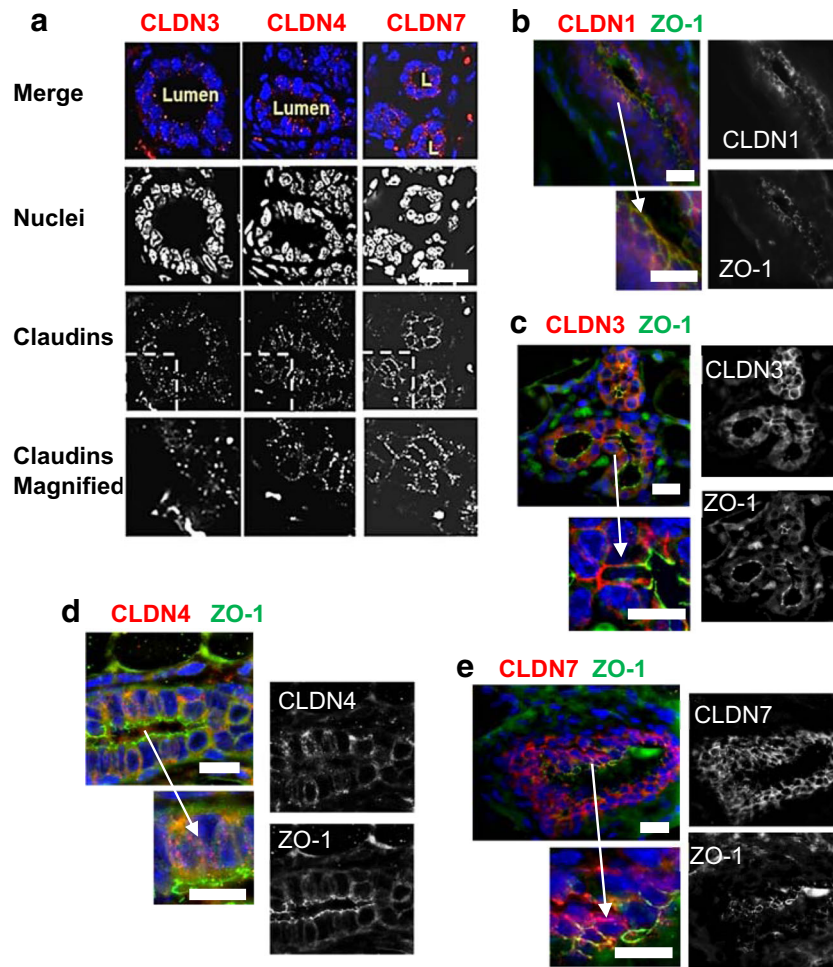 a
CLDN3 CLDN4 CLDN7
Merge
Lumen Lumen L
L
Nuclei
Claudins
Claudins
Magnified
b
CLDN1 ZO-1
CLDN1
ZO-1
c
CLDN3 ZO-1
CLDN3
ZO-1
d
CLDN4 ZO-1
CLDN4
ZO-1
e
CLDN7 ZO-1
CLDN7
ZO-1